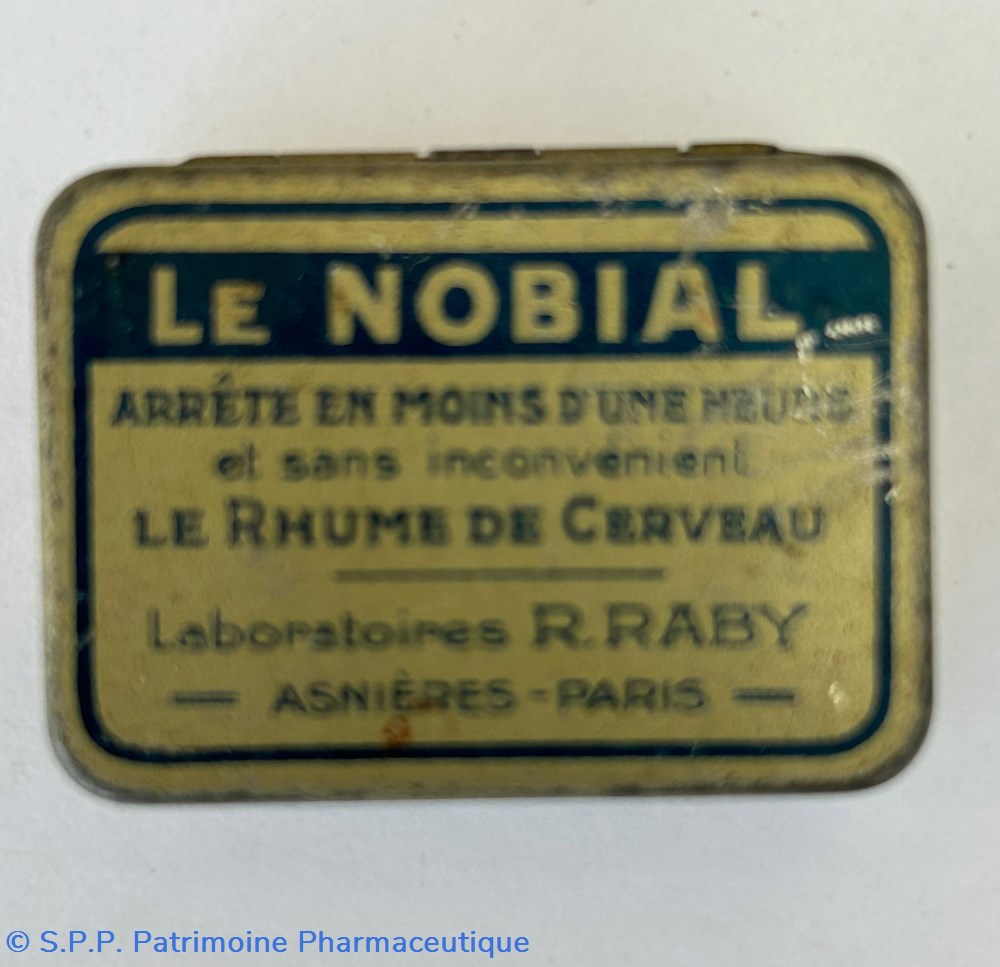 LE NOBIAL
ARRÊTE EN MOINS D'UNE HEURE
et sans inconvénient
LE RHUME DE CERVEAU
Laboratoires R. RABY
— ASNIÈRES - PARIS —
© S.P.P. Patrimoine Pharmaceutique